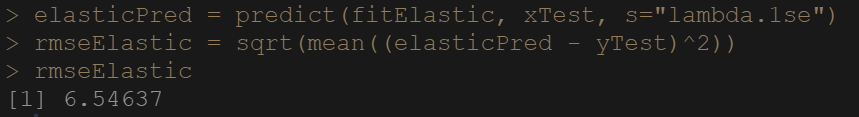 > elasticPred = predict(fitElastic, xTest, s="lambda.1se")
> rmseElastic = sqrt(mean((elasticPred - yTest)^2))
> rmseElastic
[1] 6.54637